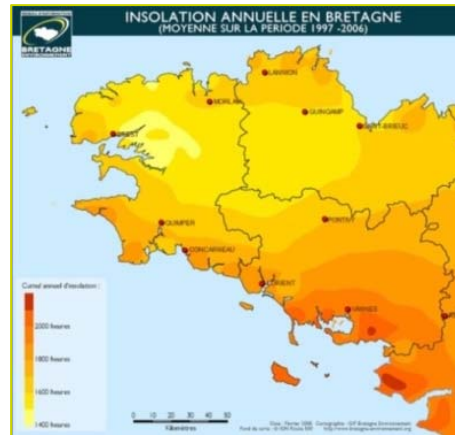 INSOLATION ANNUELLE EN BRETAGNE
(MOYENNE SUR LA PERIODE 1997 -2006)
BRETAGNE
ENVIRONNEMENT
LANNION
MORLAIX
GUINGAMP
SAINT-BRIEUC
BREST
QUIMPER
PONTIVY
CONCARNEAU
LORIENT
VANNES
Cumul annuel d'insolation :
2000 heures
1800 heures
1600 heures
1400 heures
0 10 20 30 40 50
Kilomètres